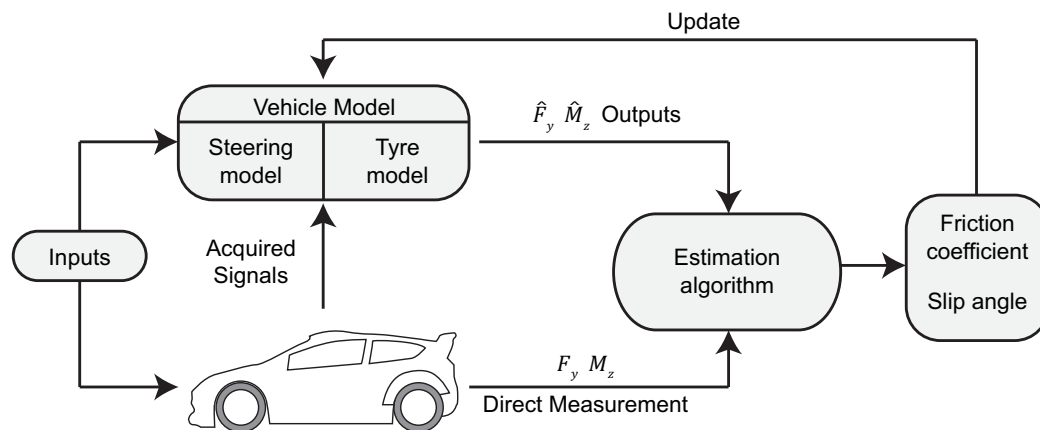 Update
Vehicle Model
F̂y M̂z Outputs
Steering
model
Tyre
model
Inputs
Acquired
Signals
Estimation
algorithm
Friction
coefficient
Slip angle
Fy Mz
Direct Measurement